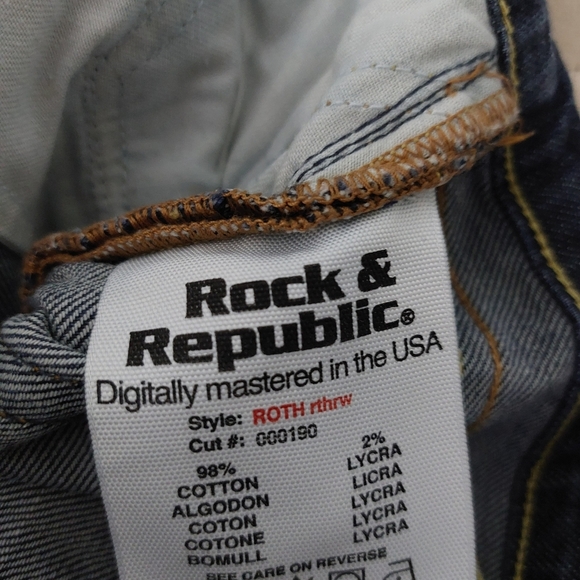 Rock &
Republic®
Digitally mastered in the USA
Style: ROTH rthrw
Cut #: 000190
98% 2%
COTTON LYCRA
ALGODON LICRA
COTON LYCRA
COTONE LYCRA
BOMULL LYCRA
SEE CARE ON REVERSE